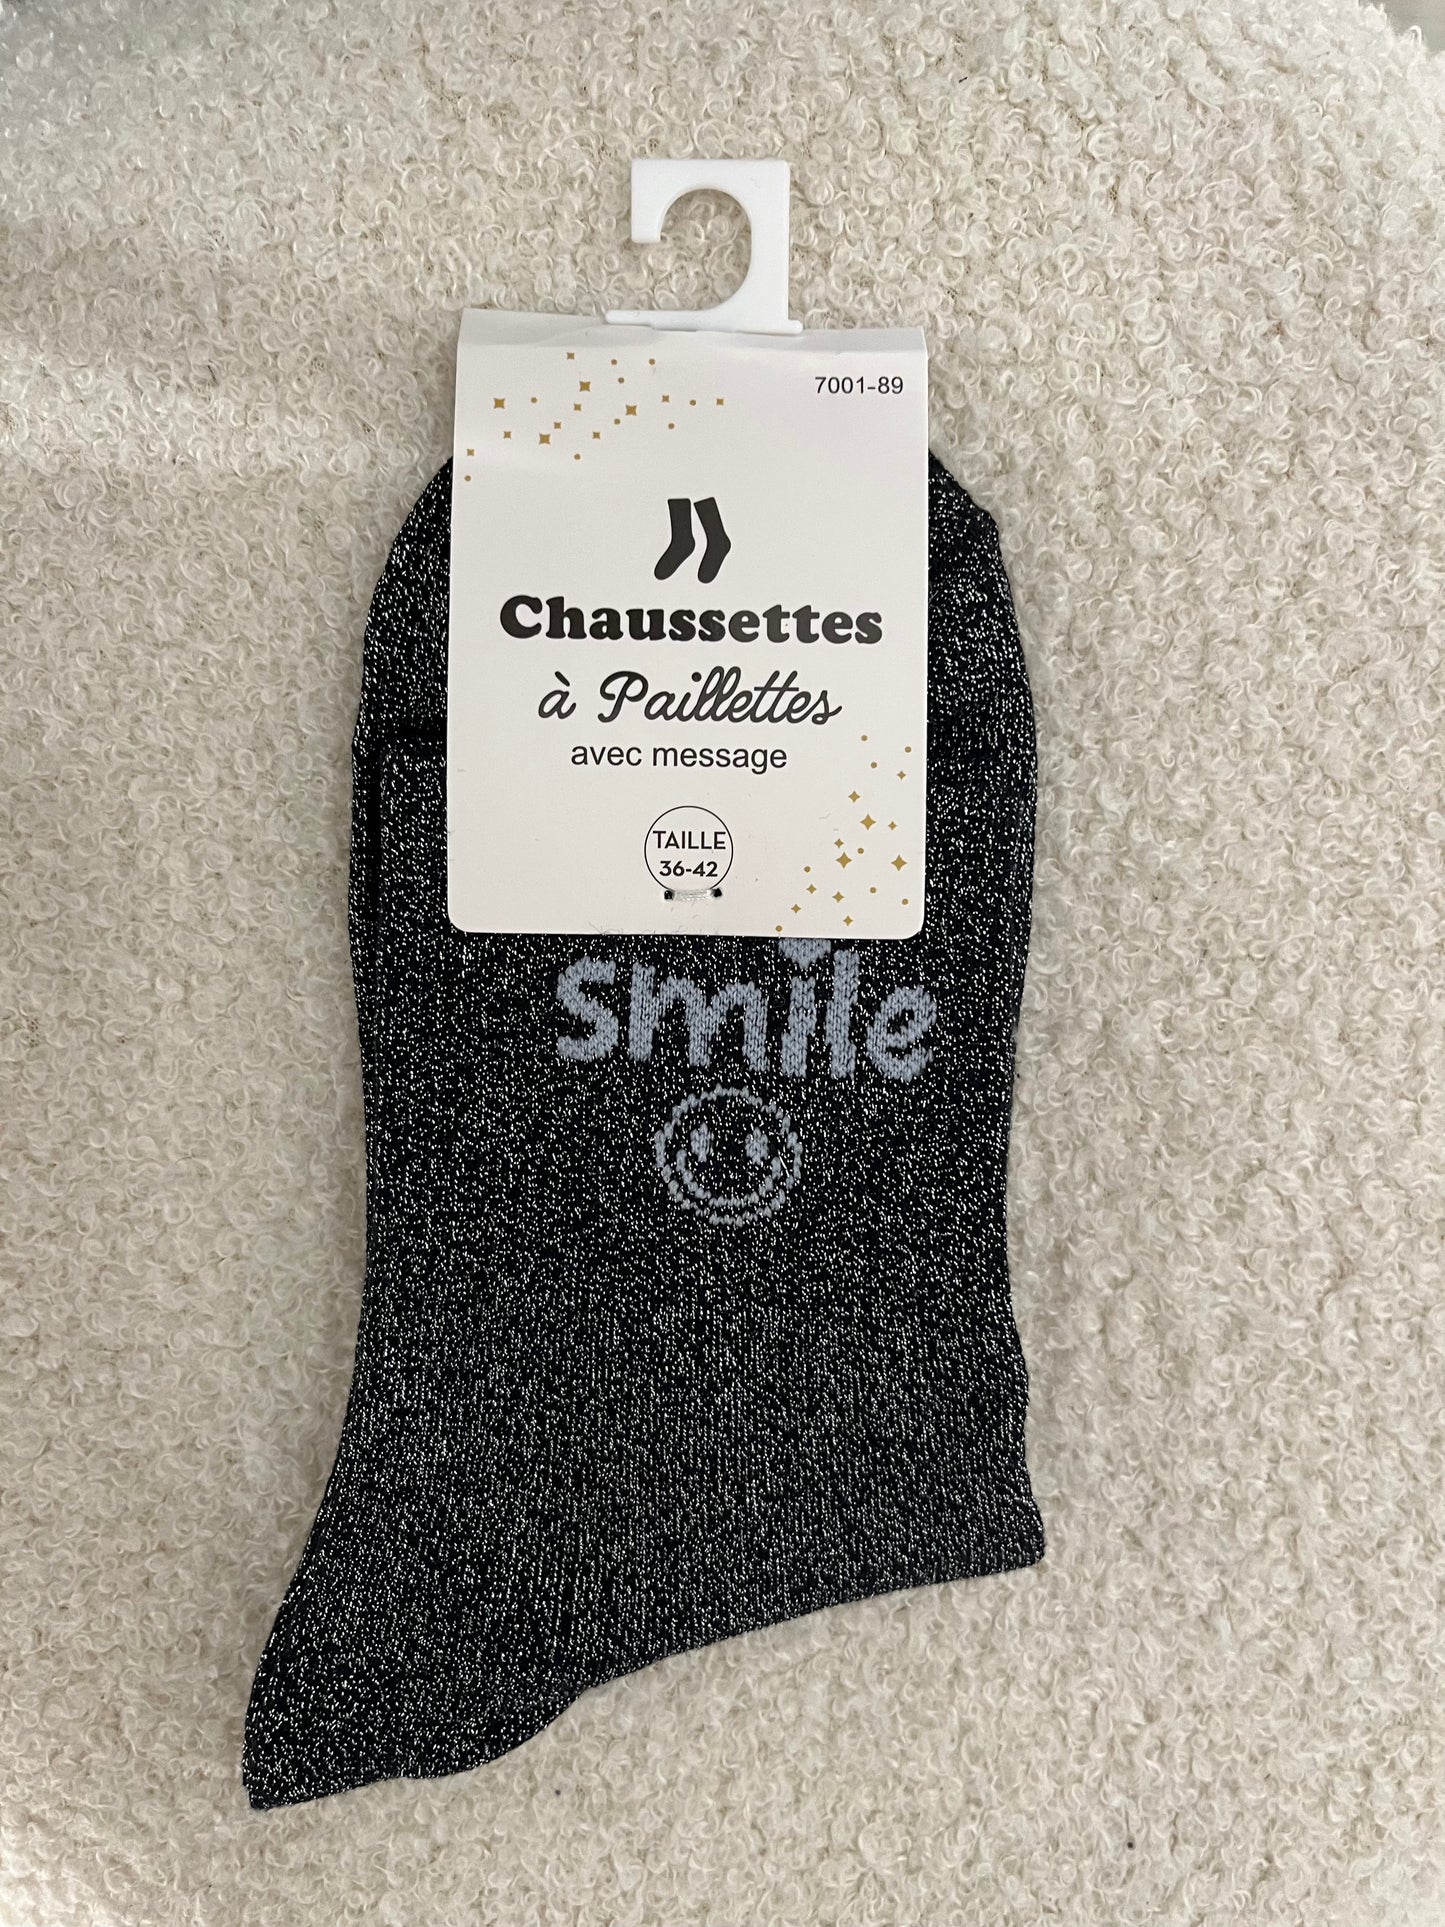 7001-89
Chaussettes
à Paillettes
avec message
TAILLE
36-42
smile